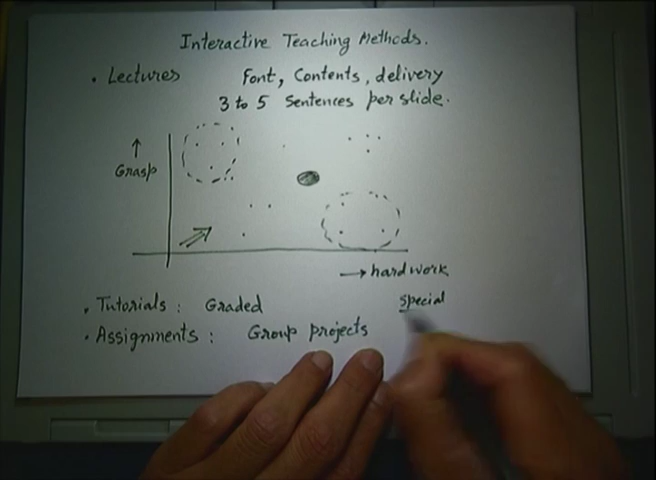 Interactive Teaching Methods.
• Lectures Font, Contents, delivery
3 to 5 Sentences per slide.
↑
Grasp
→ hard work
• Tutorials : Graded special
• Assignments : Group projects